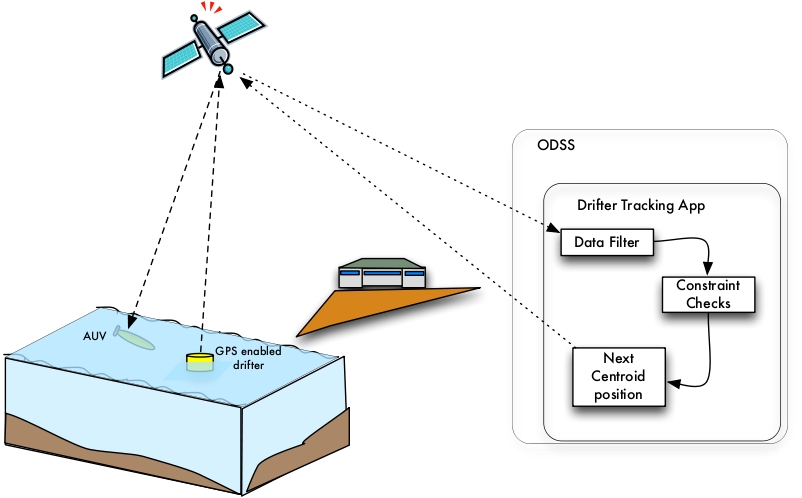 ODSS
Drifter Tracking App
Data Filter
Constraint
Checks
Next
Centroid
position
AUV
GPS enabled
drifter